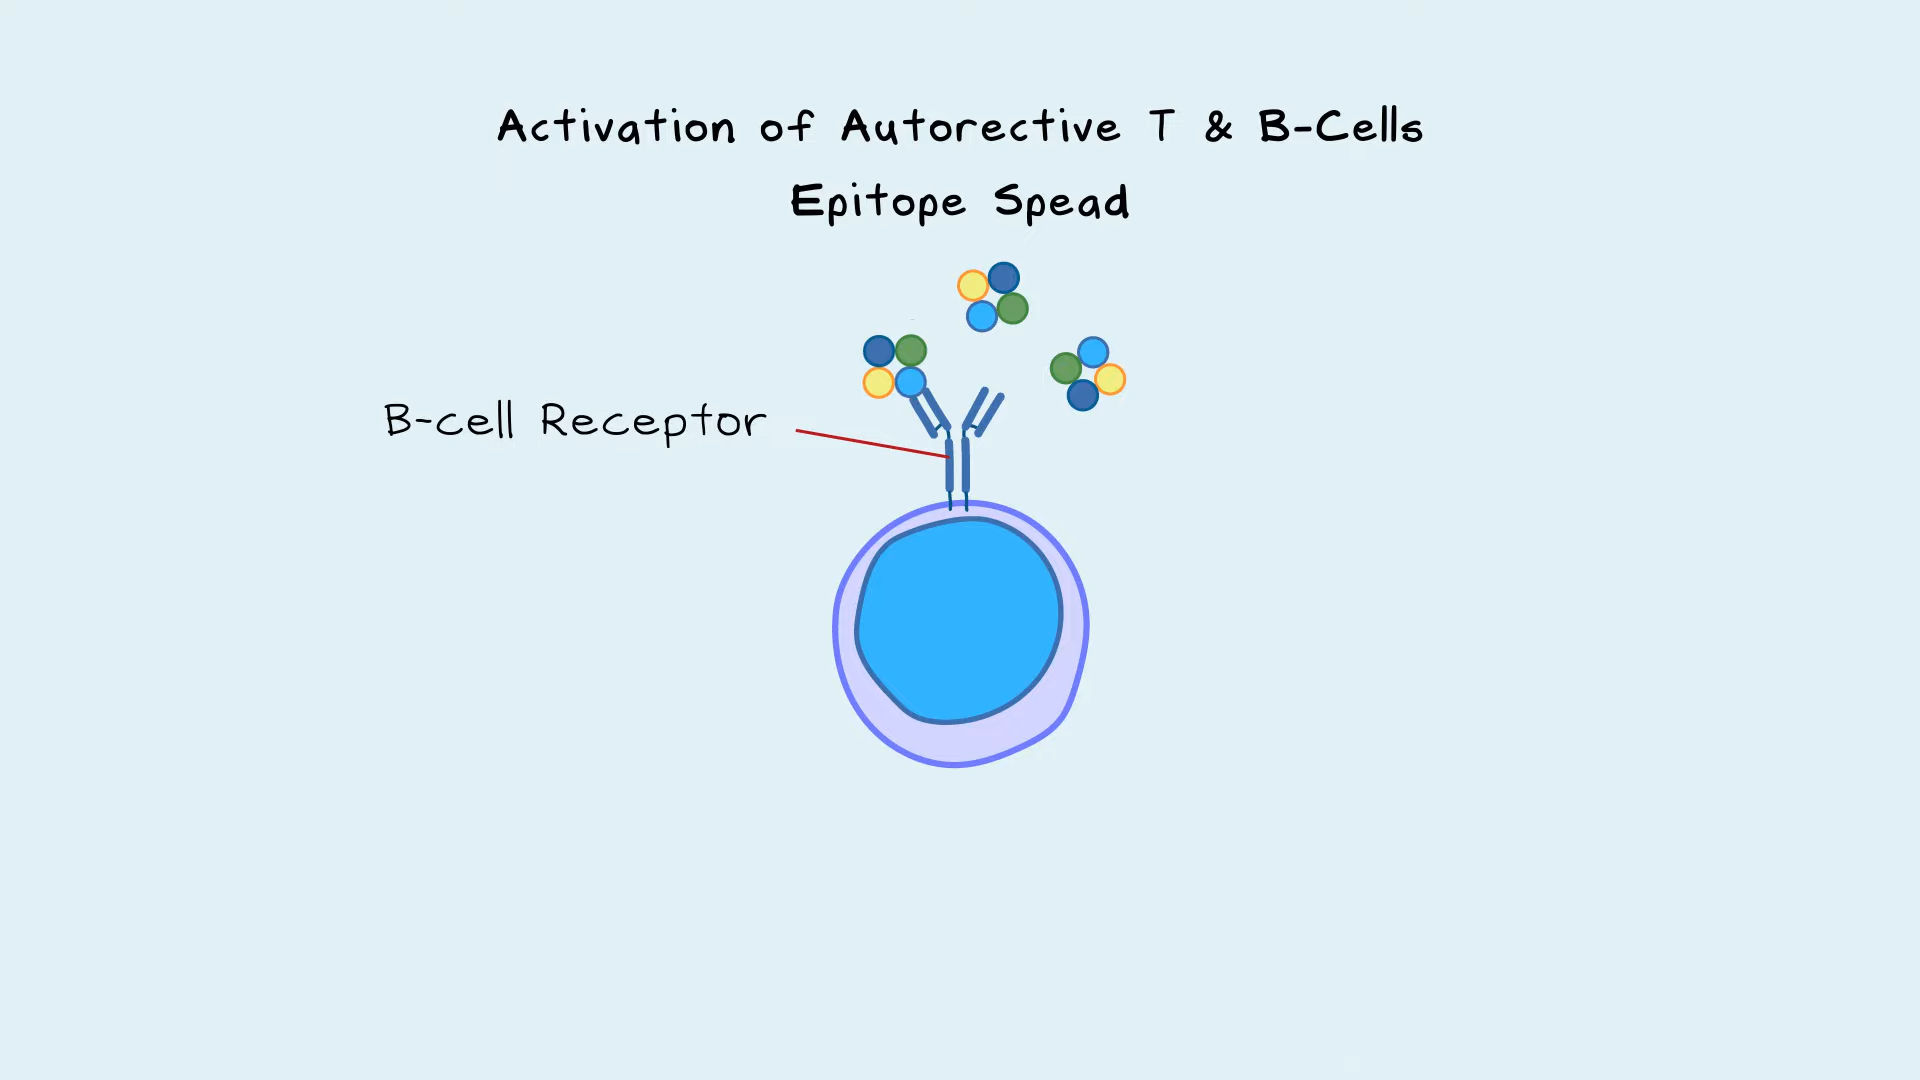 Activation of Autorective T & B-Cells
Epitope Spead
B-cell Receptor